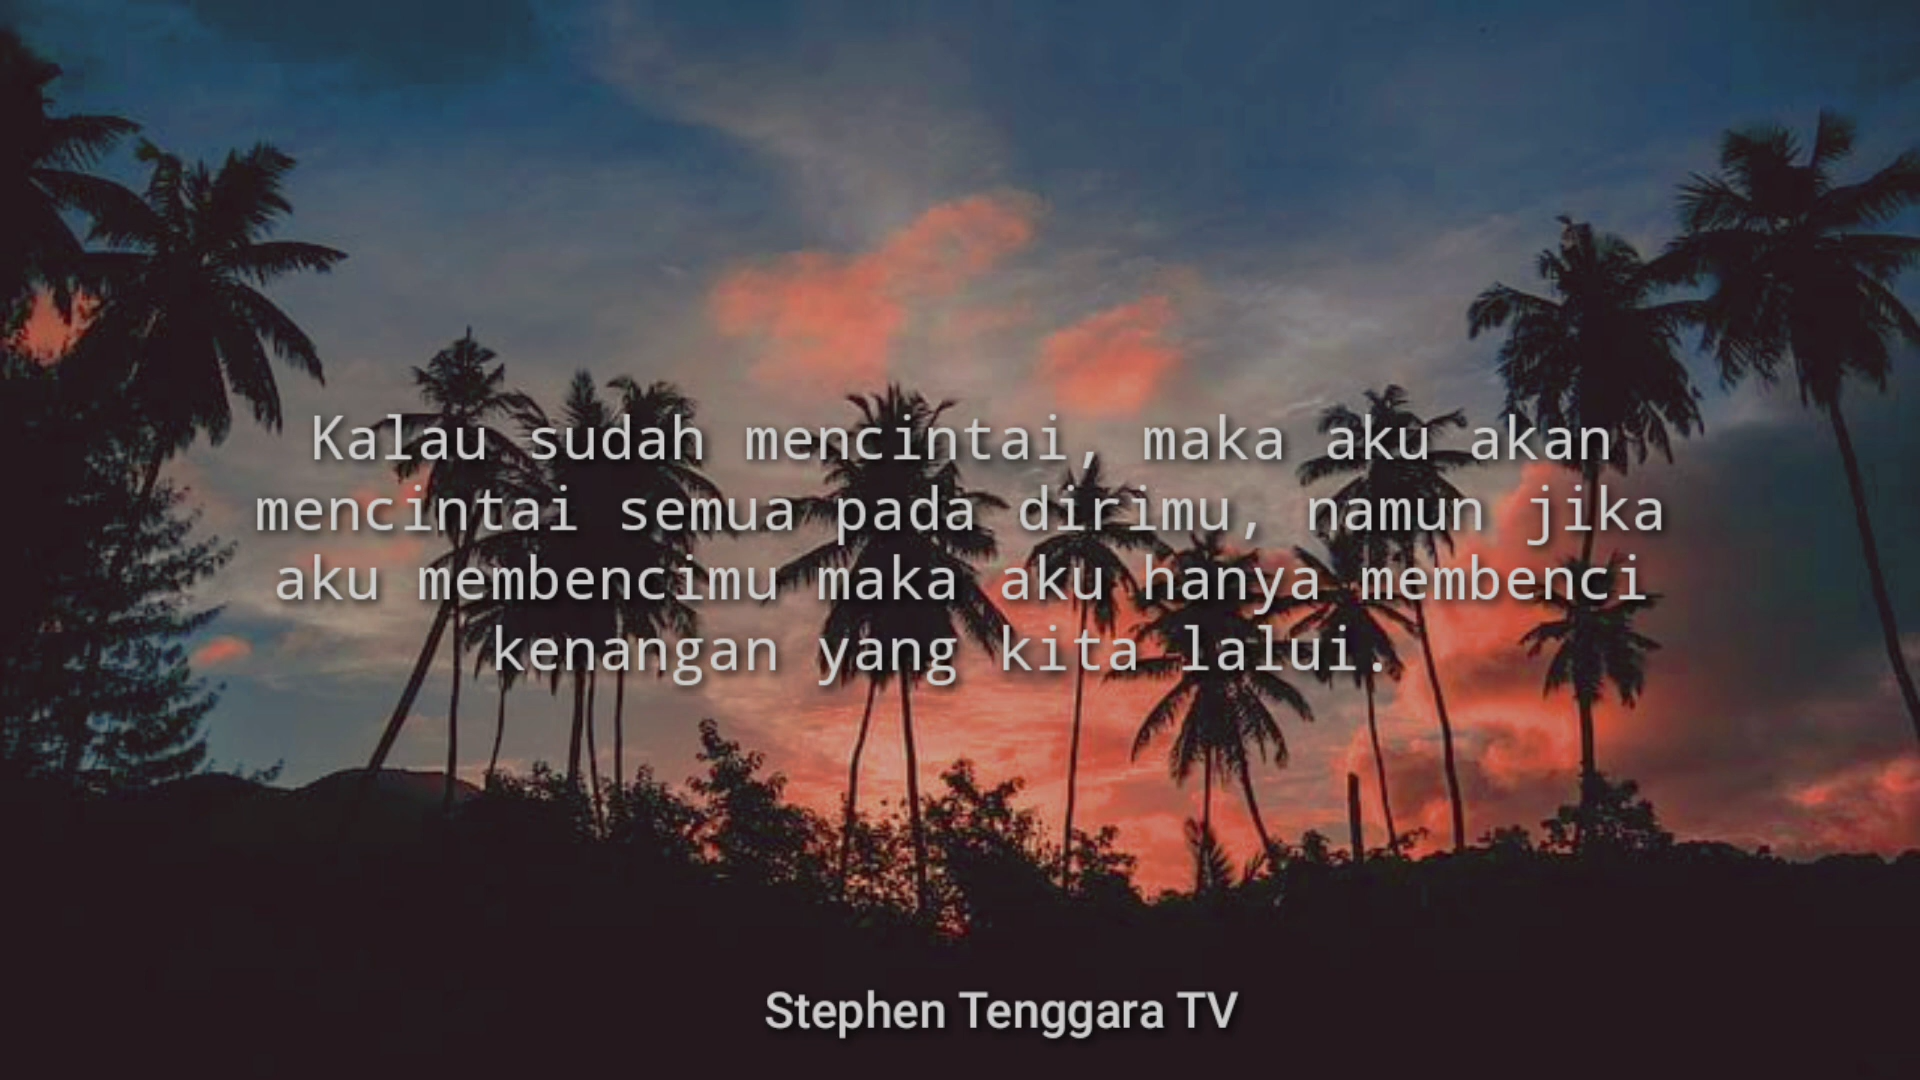 Kalau sudah mencintai, maka aku akan
mencintai semua pada dirimu, namun jika
aku membencimu maka aku hanya membenci
kenangan yang kita lalui.
Stephen Tenggara TV